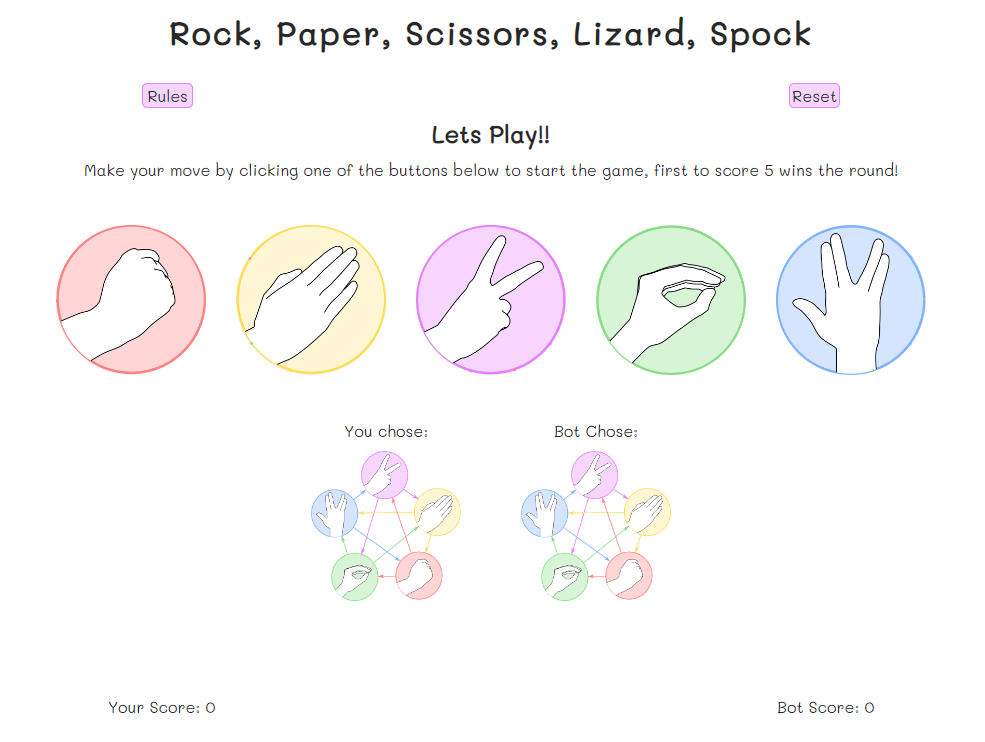 Rock, Paper, Scissors, Lizard, Spock
Rules
Reset
Lets Play!!
Make your move by clicking one of the buttons below to start the game, first to score 5 wins the round!
You chose:
Bot Chose:
Your Score: 0
Bot Score: 0